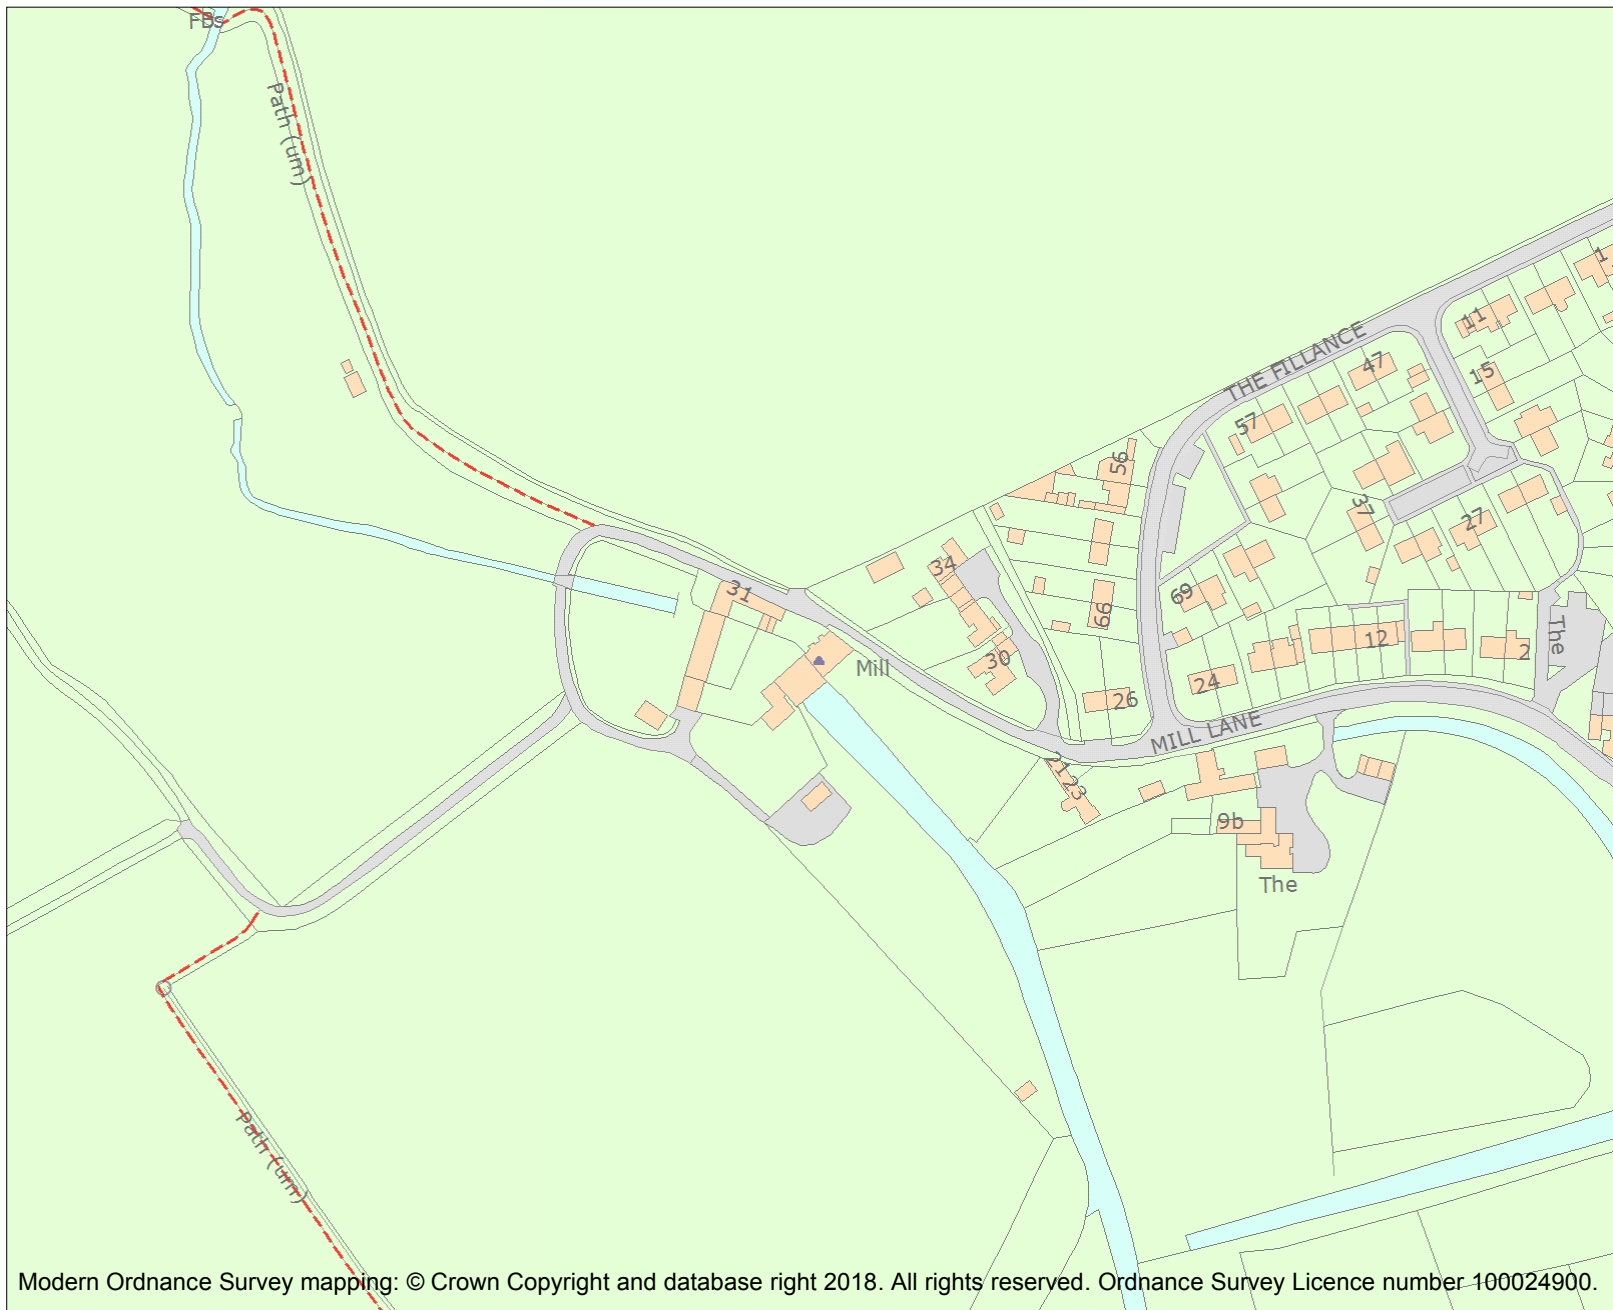 FBs
Path (um)
1
11
THE FILLANCE
47
15
57
56
37
27
34
31
69
66
The
12
2
30
Mill
24
26
MILL LANE
21
23
9b
The
Path (um)
Modern Ordnance Survey mapping: © Crown Copyright and database right 2018. All rights reserved. Ordnance Survey Licence number 100024900.